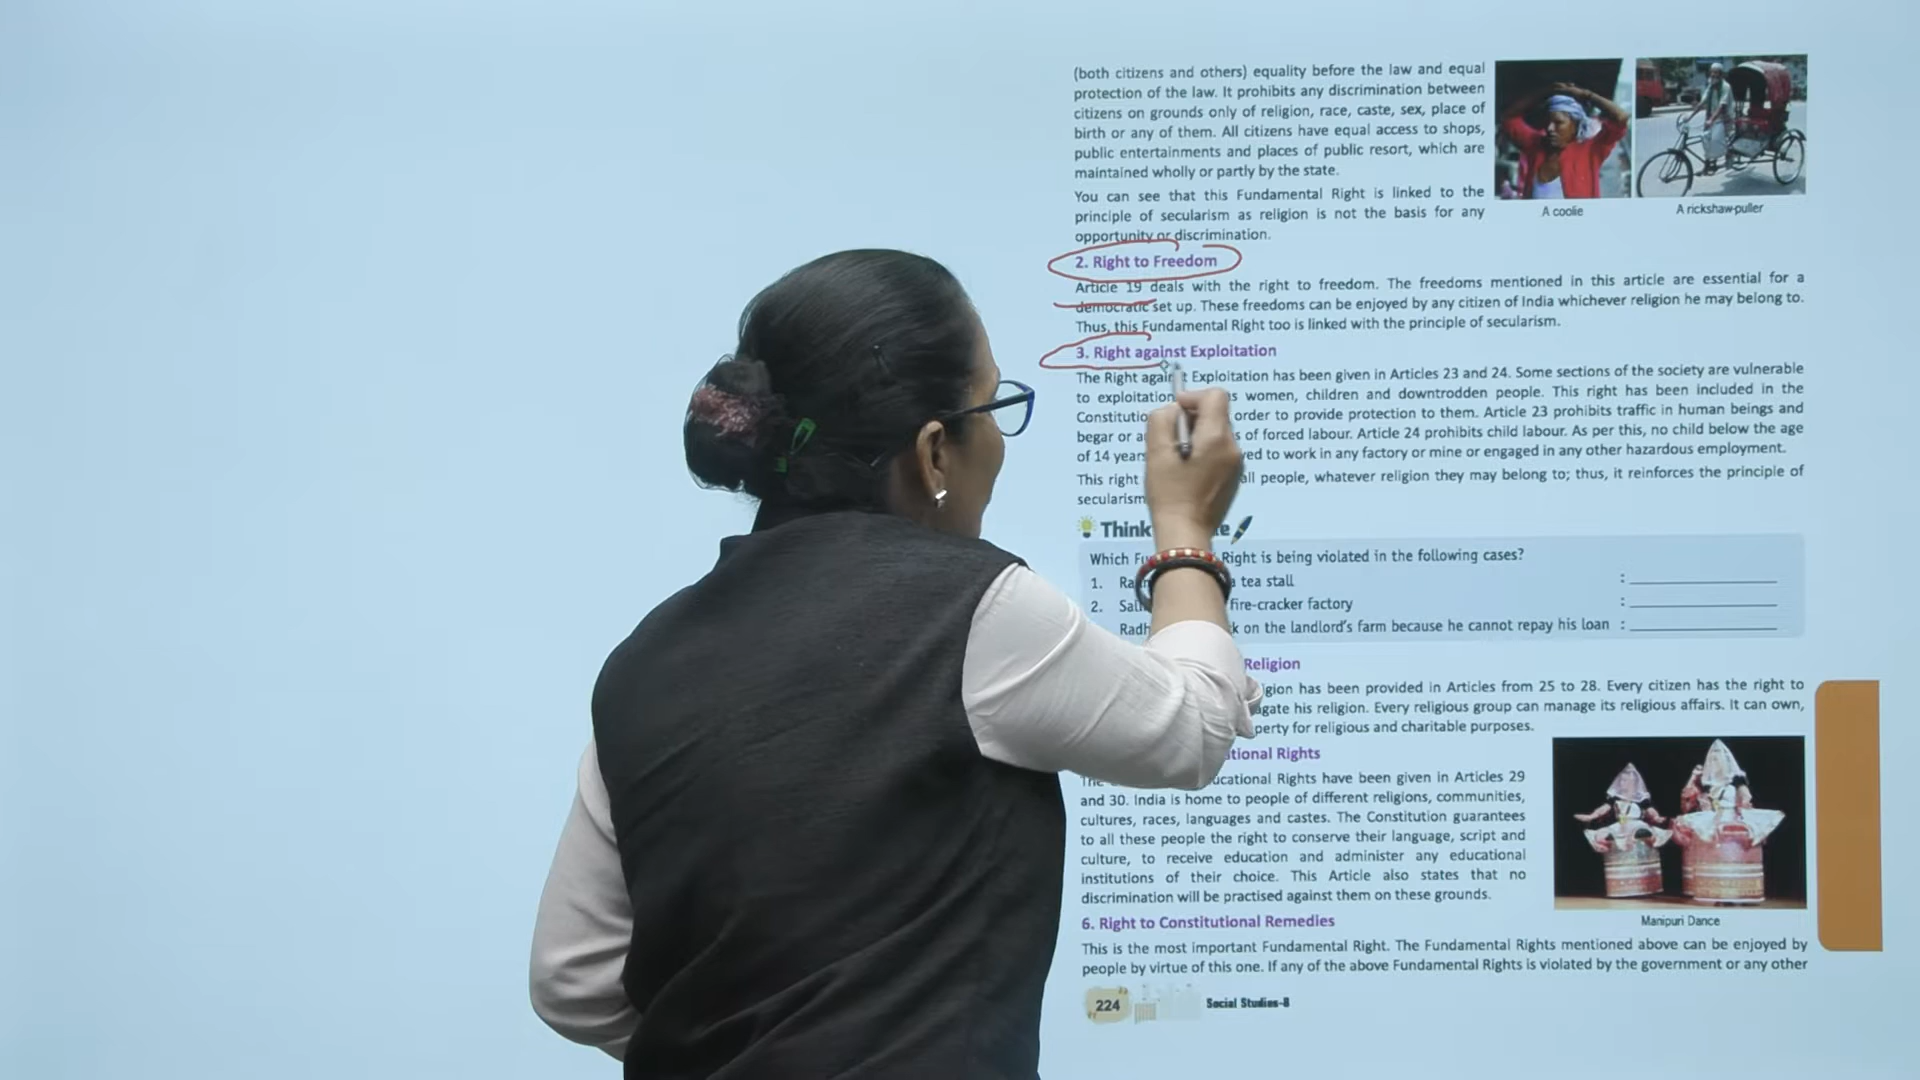 (both citizens and others) equality before the law and equal
protection of the law. It prohibits any discrimination between
citizens on grounds only of religion, race, caste, sex, place of
birth or any of them. All citizens have equal access to shops,
public entertainments and places of public resort, which are
maintained wholly or partly by the state.
You can see that this Fundamental Right is linked to the
principle of secularism as religion is not the basis for any
opportunity or discrimination.
A coolie
A rickshaw-puller
2. Right to Freedom
Article 19 deals with the right to freedom. The freedoms mentioned in this article are essential for a
democratic set up. These freedoms can be enjoyed by any citizen of India whichever religion he may belong to.
Thus, this Fundamental Right too is linked with the principle of secularism.
3. Right against Exploitation
The Right against Exploitation has been given in Articles 23 and 24. Some sections of the society are vulnerable
to exploitation women, children and downtrodden people. This right has been included in the
order to provide protection to them. Article 23 prohibits traffic in human beings and
begar or of forced labour. Article 24 prohibits child labour. As per this, no child below the age
of 14 years to work in any factory or mine or engaged in any other hazardous employment.
This right all people, whatever religion they may belong to; thus, it reinforces the principle of
secularism
Think
Which Right is being violated in the following cases?
1. tea stall
2. fire-cracker factory
on the landlord's farm because he cannot repay his loan :
Religion
has been provided in Articles from 25 to 28. Every citizen has the right to
his religion. Every religious group can manage its religious affairs. It can own,
for religious and charitable purposes.
Rights
Rights have been given in Articles 29
and 30. India is home to people of different religions, communities,
cultures, races, languages and castes. The Constitution guarantees
to all these people the right to conserve their language, script and
culture, to receive education and administer any educational
institutions of their choice. This Article also states that no
discrimination will be practised against them on these grounds.
Manipuri Dance
6. Right to Constitutional Remedies
This is the most important Fundamental Right. The Fundamental Rights mentioned above can be enjoyed by
people by virtue of this one. If any of the above Fundamental Rights is violated by the government or any other
224
Social Studies-8